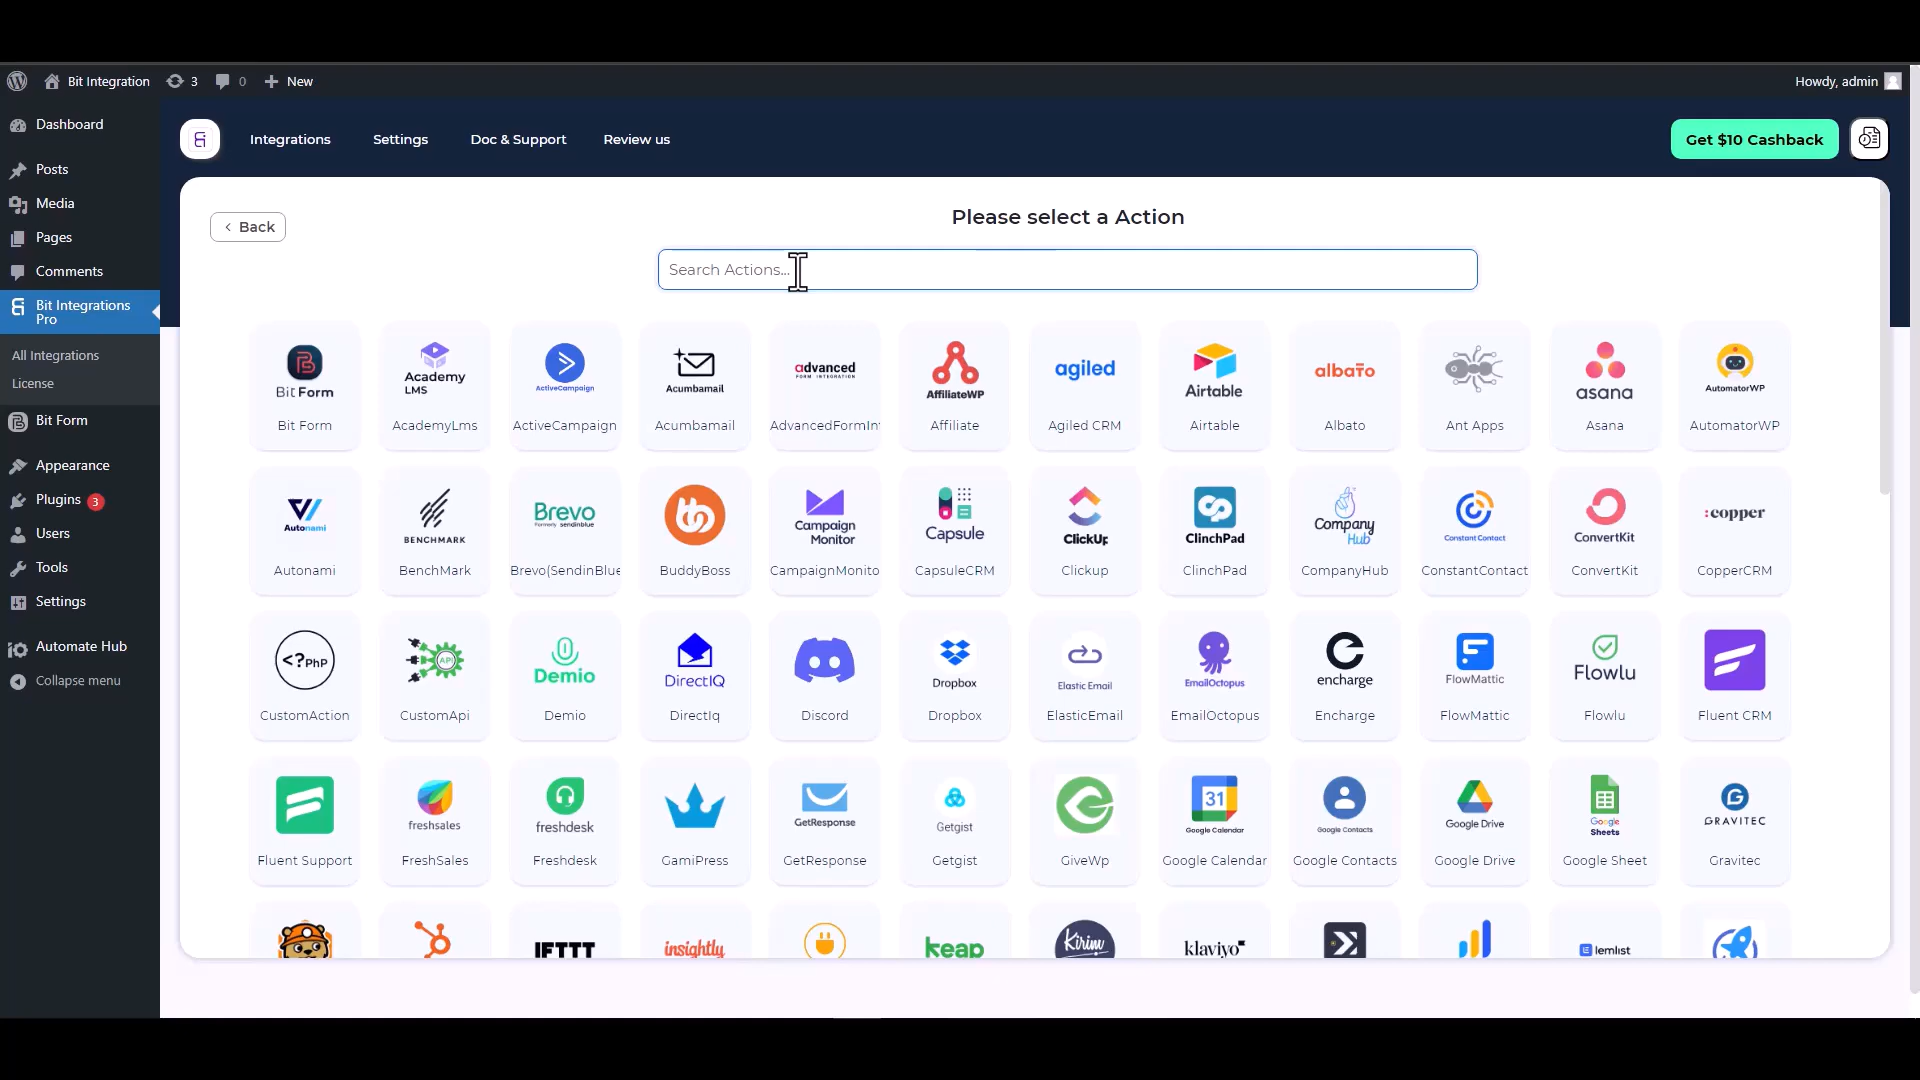 Bit Integration
3
0
New
Howdy, admin
Dashboard
Posts
Media
Pages
Comments
Bit Integrations
Pro
All Integrations
License
Bit Form
Appearance
Plugins 3
Users
Tools
Settings
Automate Hub
Collapse menu
Integrations
Settings
Doc & Support
Review us
Get $10 Cashback
Back
Please select a Action
Search Actions...
Bit Form
Academy
LMS
ActiveCampaign
Acumbamail
advanced
FORM INTEGRATION
AffiliateWP
agiled
Airtable
albato
asana
AutomatorWP
Bit Form
AcademyLms
ActiveCampaign
Acumbamail
AdvancedFormIn
Affiliate
Agiled CRM
Airtable
Albato
Ant Apps
Asana
AutomatorWP
Autonami
BENCHMARK
Brevo
Formerly sendinblue
Campaign
Monitor
Capsule
ClickUp
ClinchPad
Company
Hub
Constant Contact
ConvertKit
:copper
Autonami
BenchMark
Brevo(SendinBlue
BuddyBoss
CampaignMonito
CapsuleCRM
Clickup
ClinchPad
CompanyHub
ConstantContact
ConvertKit
CopperCRM
<?PHP
API
Demio
DirectIQ
Dropbox
Elastic Email
EmailOctopus
encharge
FlowMattic
Flowlu
CustomAction
CustomApi
Demio
DirectIq
Discord
Dropbox
ElasticEmail
EmailOctopus
Encharge
FlowMattic
Flowlu
Fluent CRM
freshsales
freshdesk
GetResponse
Getgist
31
Google Calendar
Google Contacts
Google Drive
Google
Sheets
GRAVITEC
Fluent Support
FreshSales
Freshdesk
GamiPress
GetResponse
Getgist
GiveWp
Google Calendar
Google Contacts
Google Drive
Google Sheet
Gravitec
IFTTT
insightly
keap
Kirim
klaviyo
lemlist